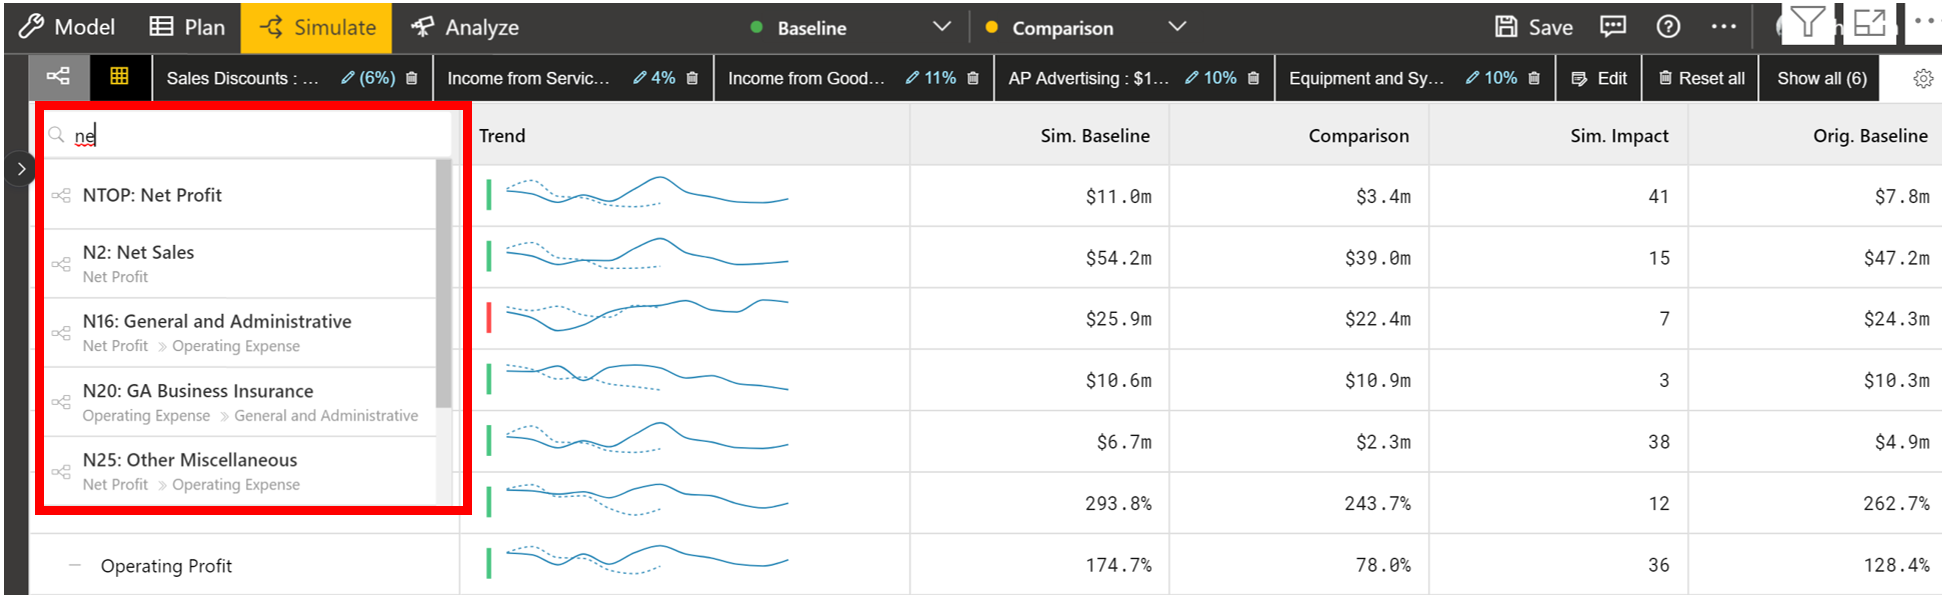 Model Plan Simulate Analyze Baseline Comparison Save
Sales Discounts : ... (6%) Income from Servic... 4% Income from Good... 11% AP Advertising : $1... 10% Equipment and Sy... 10% Edit Reset all Show all (6)
ne Trend Sim. Baseline Comparison Sim. Impact Orig. Baseline
NTOP: Net Profit $11.0m $3.4m 41 $7.8m
N2: Net Sales
Net Profit
$54.2m $39.0m 15 $47.2m
N16: General and Administrative
Net Profit » Operating Expense
$25.9m $22.4m 7 $24.3m
N20: GA Business Insurance
Operating Expense » General and Administrative
$10.6m $10.9m 3 $10.3m
N25: Other Miscellaneous
Net Profit » Operating Expense
$6.7m $2.3m 38 $4.9m
293.8% 243.7% 12 262.7%
Operating Profit 174.7% 78.0% 36 128.4%